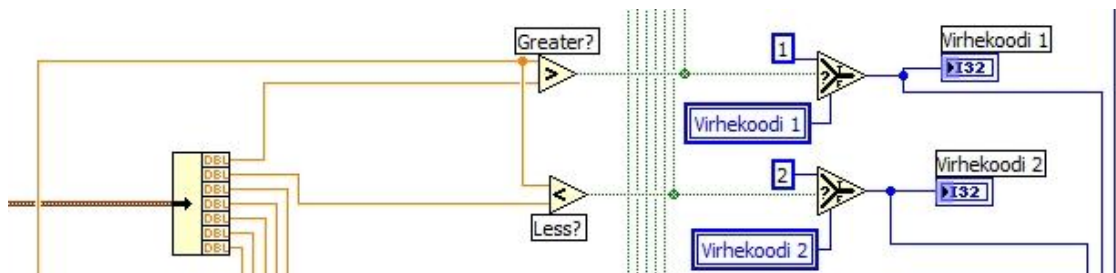 Greater?
>
1
?
T
F
Virhekoodi 1
I32
Virhekoodi 1
DBL
DBL
DBL
DBL
DBL
DBL
DBL
<
Less?
2
?
T
F
Virhekoodi 2
I32
Virhekoodi 2